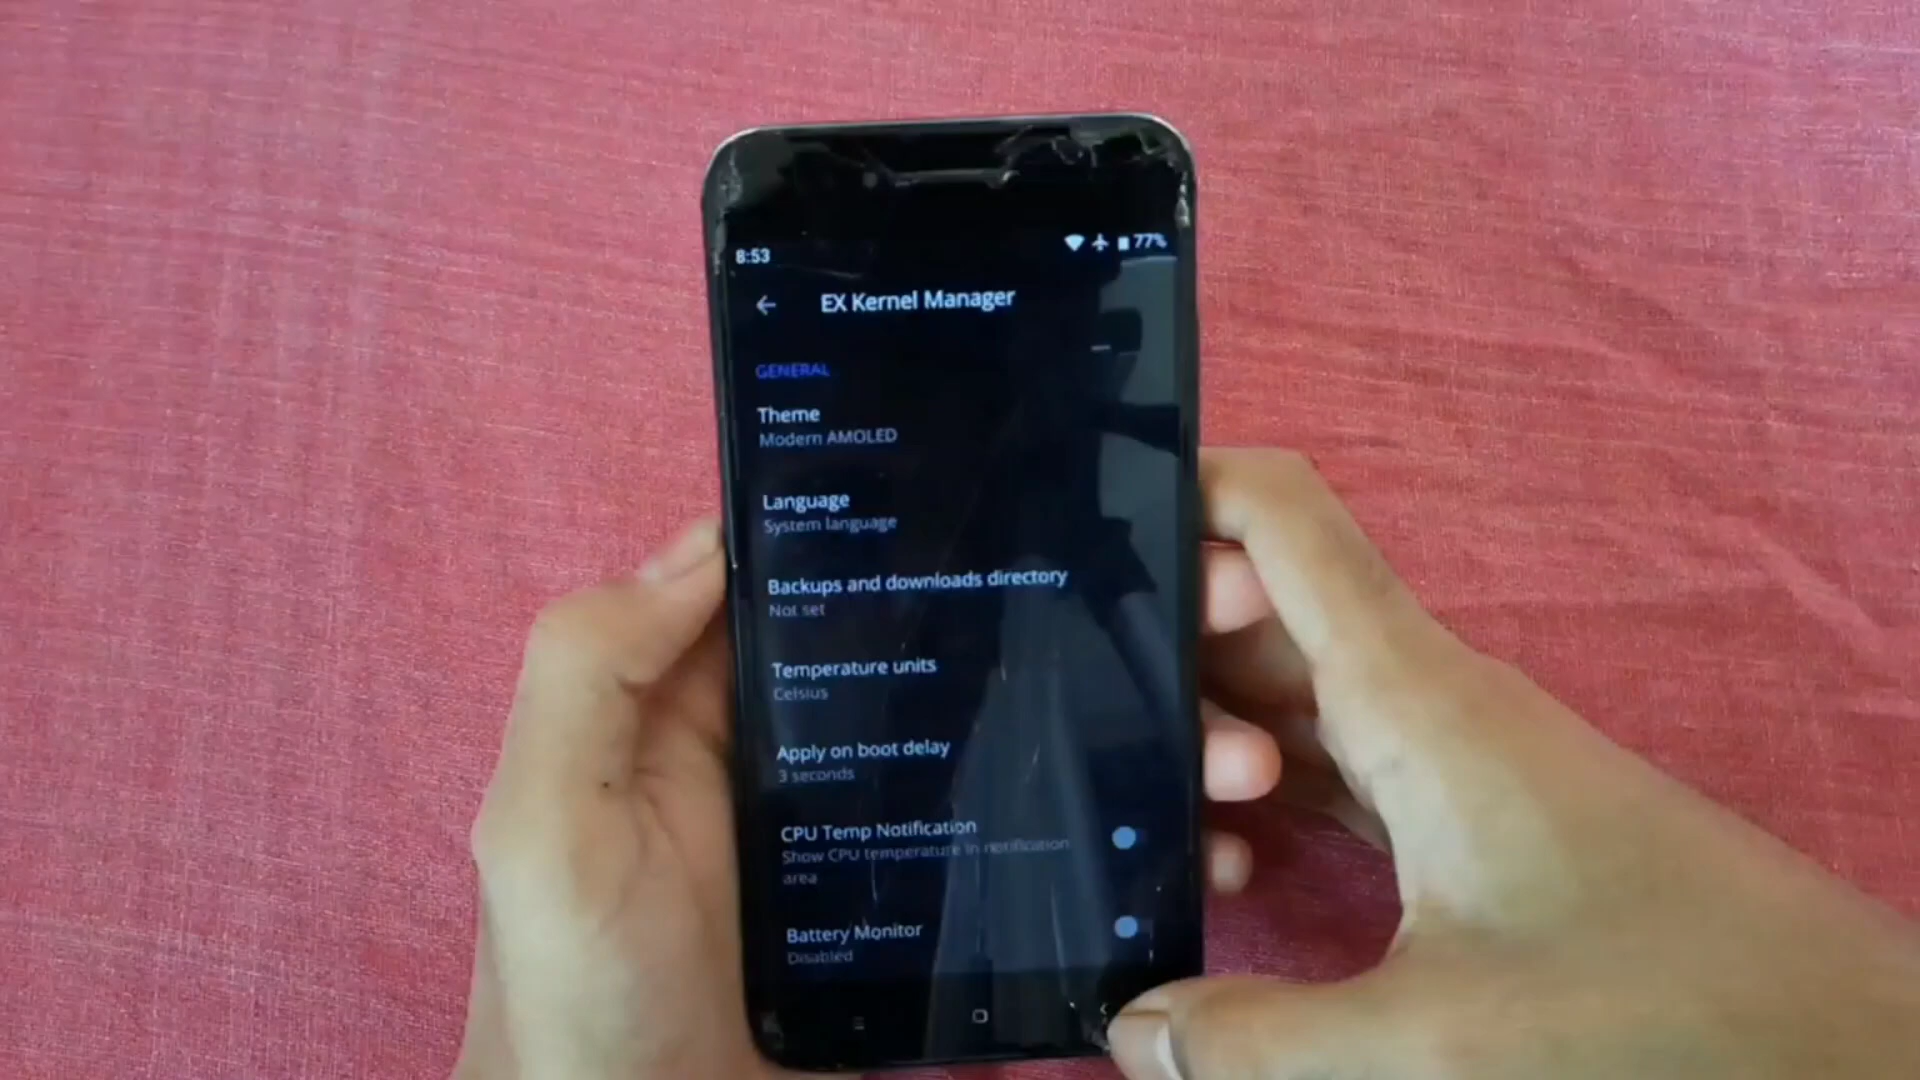 8:53
77%
EX Kernel Manager
GENERAL
Theme
Modern AMOLED
Language
System language
Backups and downloads directory
Not set
Temperature units
Celsius
Apply on boot delay
3 seconds
CPU Temp Notification
Show CPU temperature in notification
area
Battery Monitor
Disabled